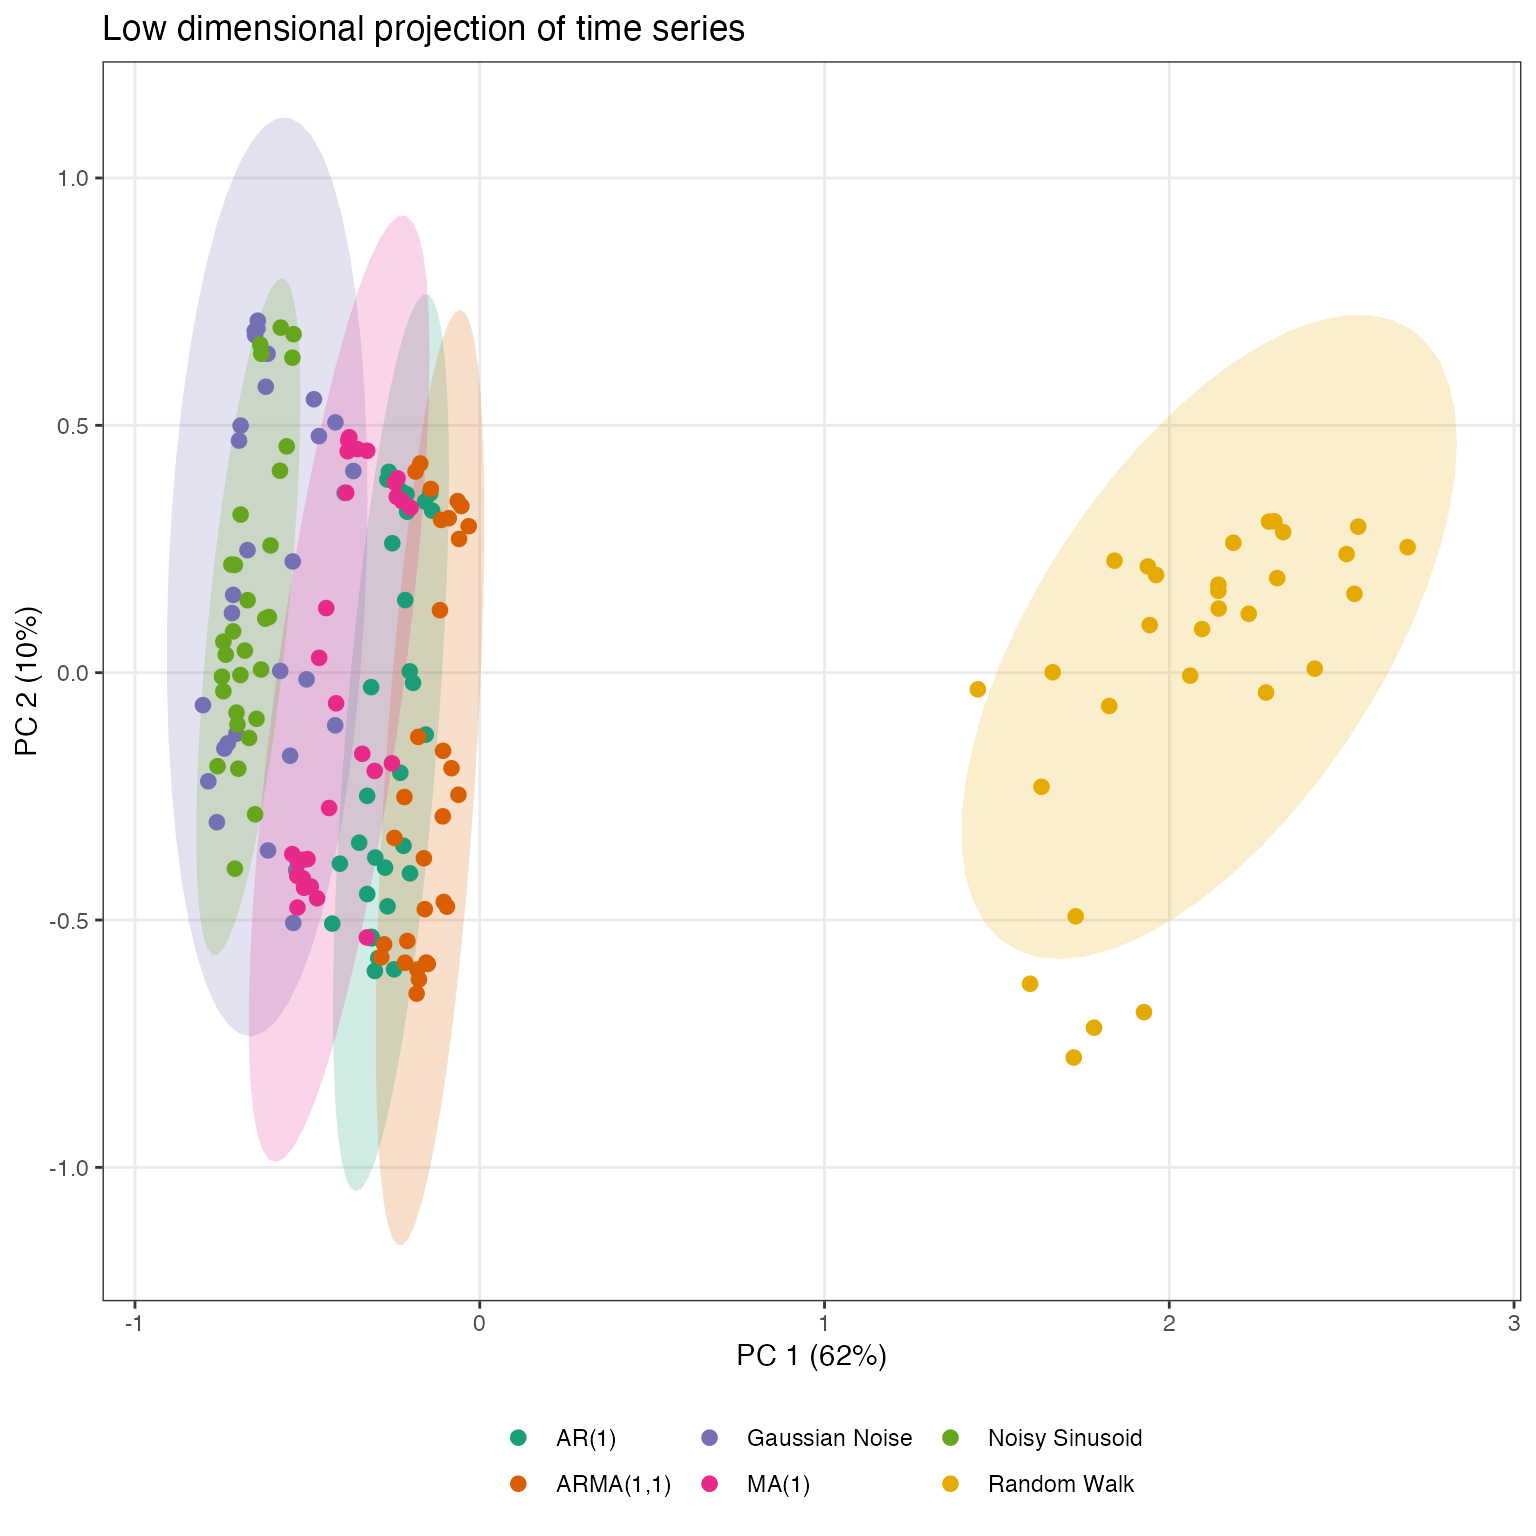 Low dimensional projection of time series
1.0
0.5
0.0
-0.5
-1.0
PC 2 (10%)
-1 0 1 2 3
PC 1 (62%)
AR(1) Gaussian Noise Noisy Sinusoid
ARMA(1,1) MA(1) Random Walk